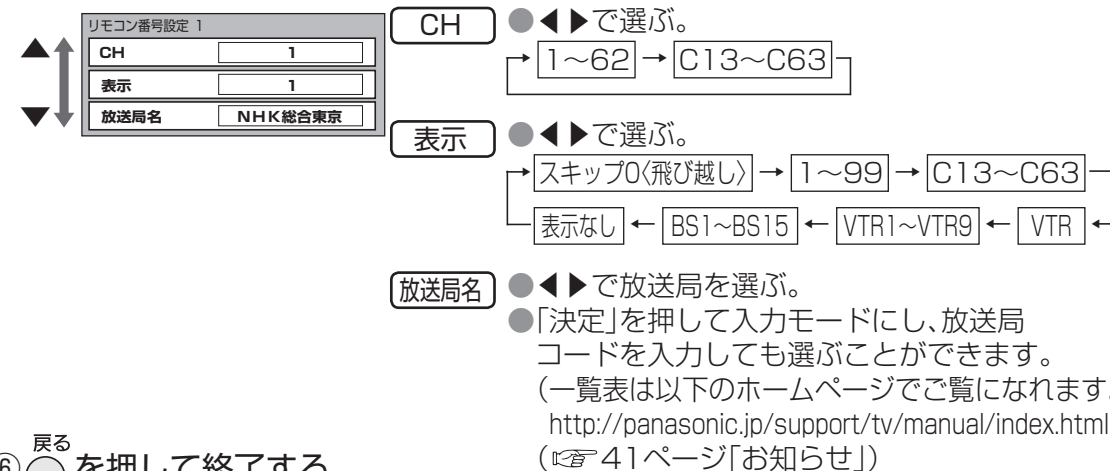 リモコン番号設定 1
CH 1
表示 1
放送局名 NHK総合東京
CH ●◀▶で選ぶ。
→ 1～62 → C13～C63
表示 ●◀▶で選ぶ。
→ スキップ0〈飛び越し〉 → 1～99 → C13～C63
表示なし ← BS1～BS15 ← VTR1～VTR9 ← VTR ←
放送局名 ●◀▶で放送局を選ぶ。
●「決定」を押して入力モードにし、放送局
コードを入力しても選ぶことができます。
（一覧表は以下のホームページでご覧になれます。
http://panasonic.jp/support/tv/manual/index.html
（☞41ページ「お知らせ」）
戻る
⑥ を押して終了する